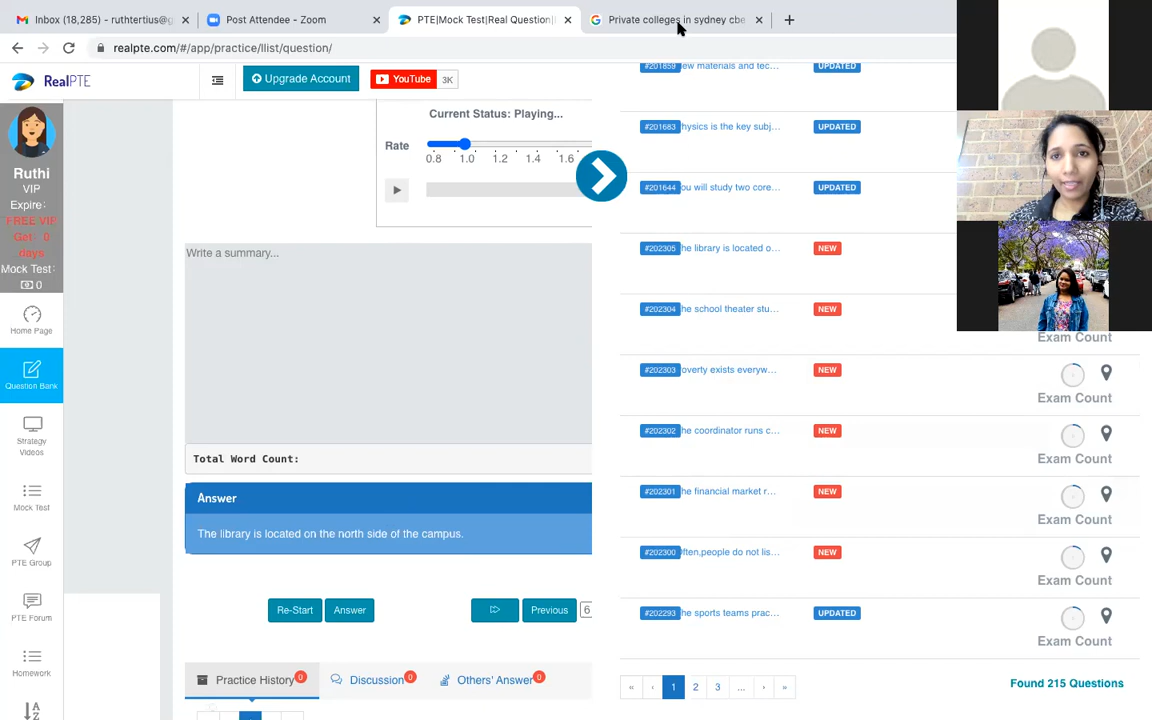 Inbox (18,285) - ruthtertius@g
Post Attendee - Zoom
PTE|Mock Test|Real Question|
Private colleges in sydney cbe
realpte.com/#/app/practice/llist/question/
RealPTE
Upgrade Account
YouTube
3K
Ruthi
VIP
Expire:
FREE VIP
Get: 0
days
Mock Test:
0
Home Page
Question Bank
Strategy
Videos
Mock Test
PTE Group
PTE Forum
Homework
Current Status: Playing...
Rate
0.8 1.0 1.2 1.4 1.6
Write a summary...
Total Word Count:
Answer
The library is located on the north side of the campus.
Re-Start
Answer
Previous
6
Practice History 0
Discussion 0
Others' Answer 0
#201859 ew materials and tec... UPDATED
#201683 hysics is the key subj... UPDATED
#201644 ou will study two core... UPDATED
#202305 he library is located o... NEW
#202304 he school theater stu... NEW
Exam Count
#202303 overty exists everyw... NEW
Exam Count
#202302 he coordinator runs c... NEW
Exam Count
#202301 he financial market r... NEW
Exam Count
#202300 ften,people do not lis... NEW
Exam Count
#202293 he sports teams prac... UPDATED
Exam Count
« ‹ 1 2 3 ... › »
Found 215 Questions